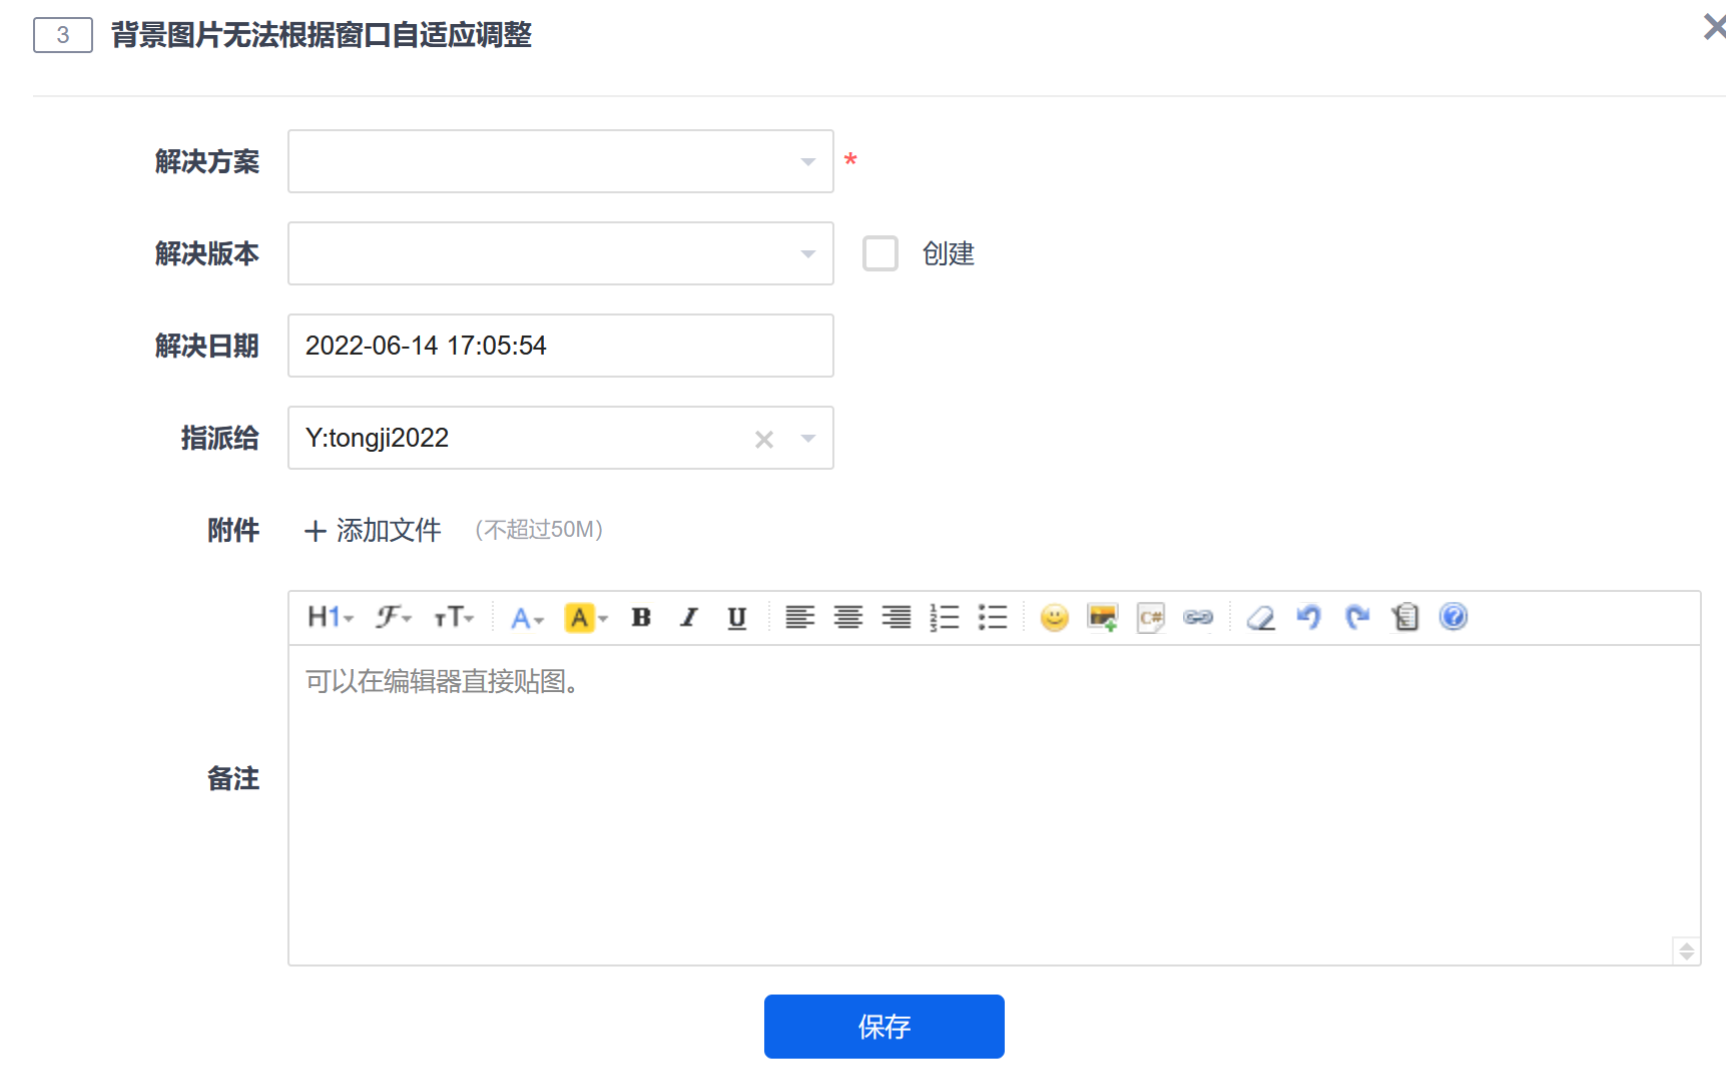 3 背景图片无法根据窗口自适应调整
解决方案 *
解决版本 创建
解决日期 2022-06-14 17:05:54
指派给 Y:tongji2022
附件 + 添加文件 (不超过50M)
H1 F TT A A B I U C#
可以在编辑器直接贴图。
备注
保存